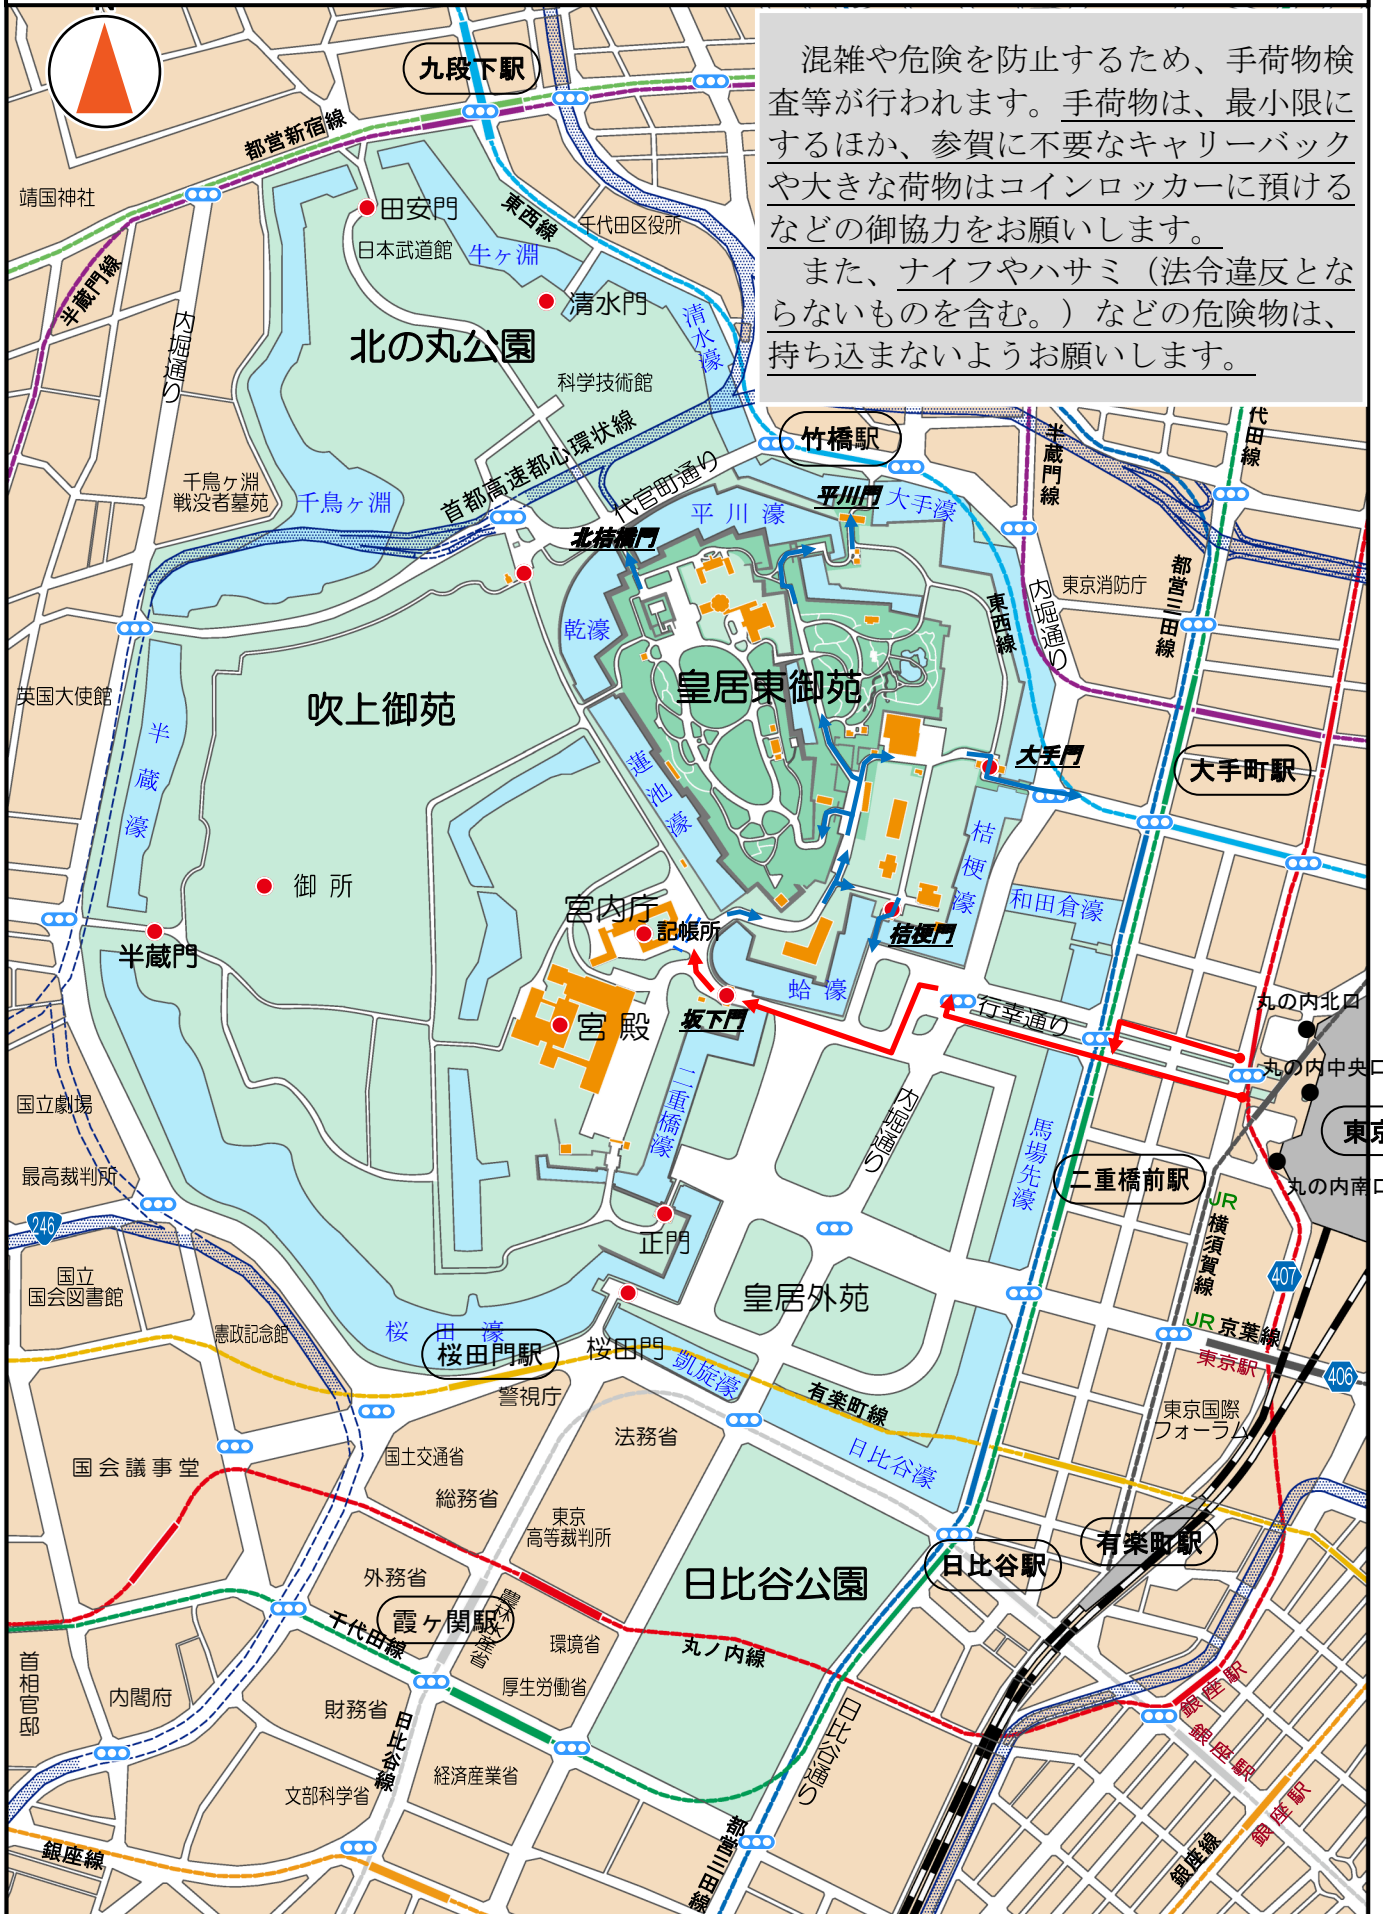 混雑や危険を防止するため、手荷物検
査等が行われます。手荷物は、最小限に
するほか、参賀に不要なキャリーバック
や大きな荷物はコインロッカーに預ける
などの御協力をお願いします。
また、ナイフやハサミ（法令違反とな
らないものを含む。）などの危険物は、
持ち込まないようお願いします。
九段下駅
都営新宿線
靖国神社
田安門
日本武道館
牛ヶ淵
東西線
千代田区役所
半蔵門線
内堀通り
清水門
清水濠
北の丸公園
科学技術館
首都高速都心環状線
代官町通り
竹橋駅
半蔵門線
代田線
千鳥ヶ淵
戦没者墓苑
千鳥ヶ淵
平川濠
平川門
大手濠
北桔橋門
乾濠
東西線
内堀通り
東京消防庁
都営三田線
英国大使館
半蔵濠
吹上御苑
皇居東御苑
蓮池濠
大手門
大手町駅
桔梗濠
御所
宮内庁
記帳所
和田倉濠
桔梗門
半蔵門
蛤濠
宮殿
坂下門
行幸通り
丸の内北口
丸の内中央口
東京
丸の内南口
二重橋濠
内堀通り
馬場先濠
二重橋前駅
国立劇場
最高裁判所
246
正門
JR
横須賀線
407
国立
国会図書館
皇居外苑
憲政記念館
桜田濠
桜田門駅
桜田門
凱旋濠
JR京葉線
東京駅
406
警視庁
有楽町線
東京国際
フォーラム
法務省
日比谷濠
国会議事堂
国土交通省
総務省
東京
高等裁判所
有楽町駅
日比谷駅
日比谷公園
外務省
霞ヶ関駅
農林水産省
千代田線
環境省
丸ノ内線
首相官邸
内閣府
厚生労働省
財務省
日比谷線
日比谷通り
銀座駅
銀座駅
文部科学省
経済産業省
銀座駅
銀座線
都営三田線
銀座線